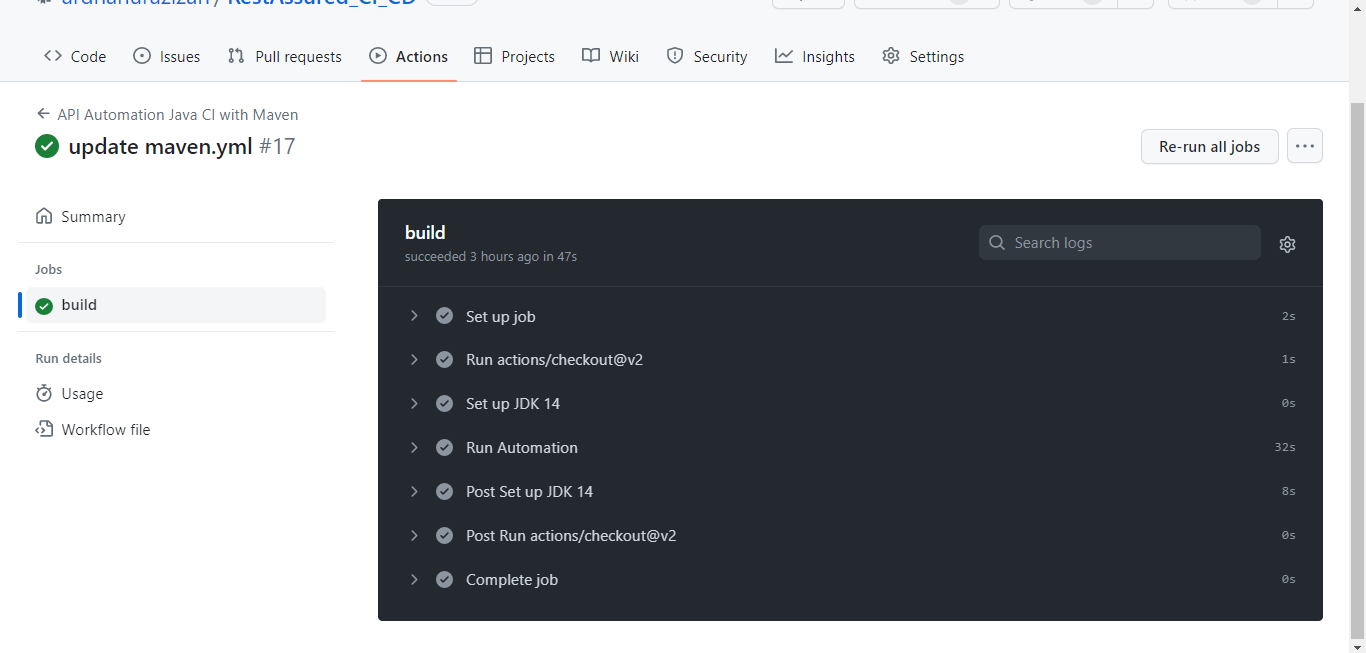 RestAssured_CI_CD
Code Issues Pull requests Actions Projects Wiki Security Insights Settings
API Automation Java CI with Maven
update maven.yml #17
Re-run all jobs
Summary
Jobs
build
Run details
Usage
Workflow file
build
succeeded 3 hours ago in 47s
Search logs
Set up job 2s
Run actions/checkout@v2 1s
Set up JDK 14 0s
Run Automation 32s
Post Set up JDK 14 8s
Post Run actions/checkout@v2 0s
Complete job 0s